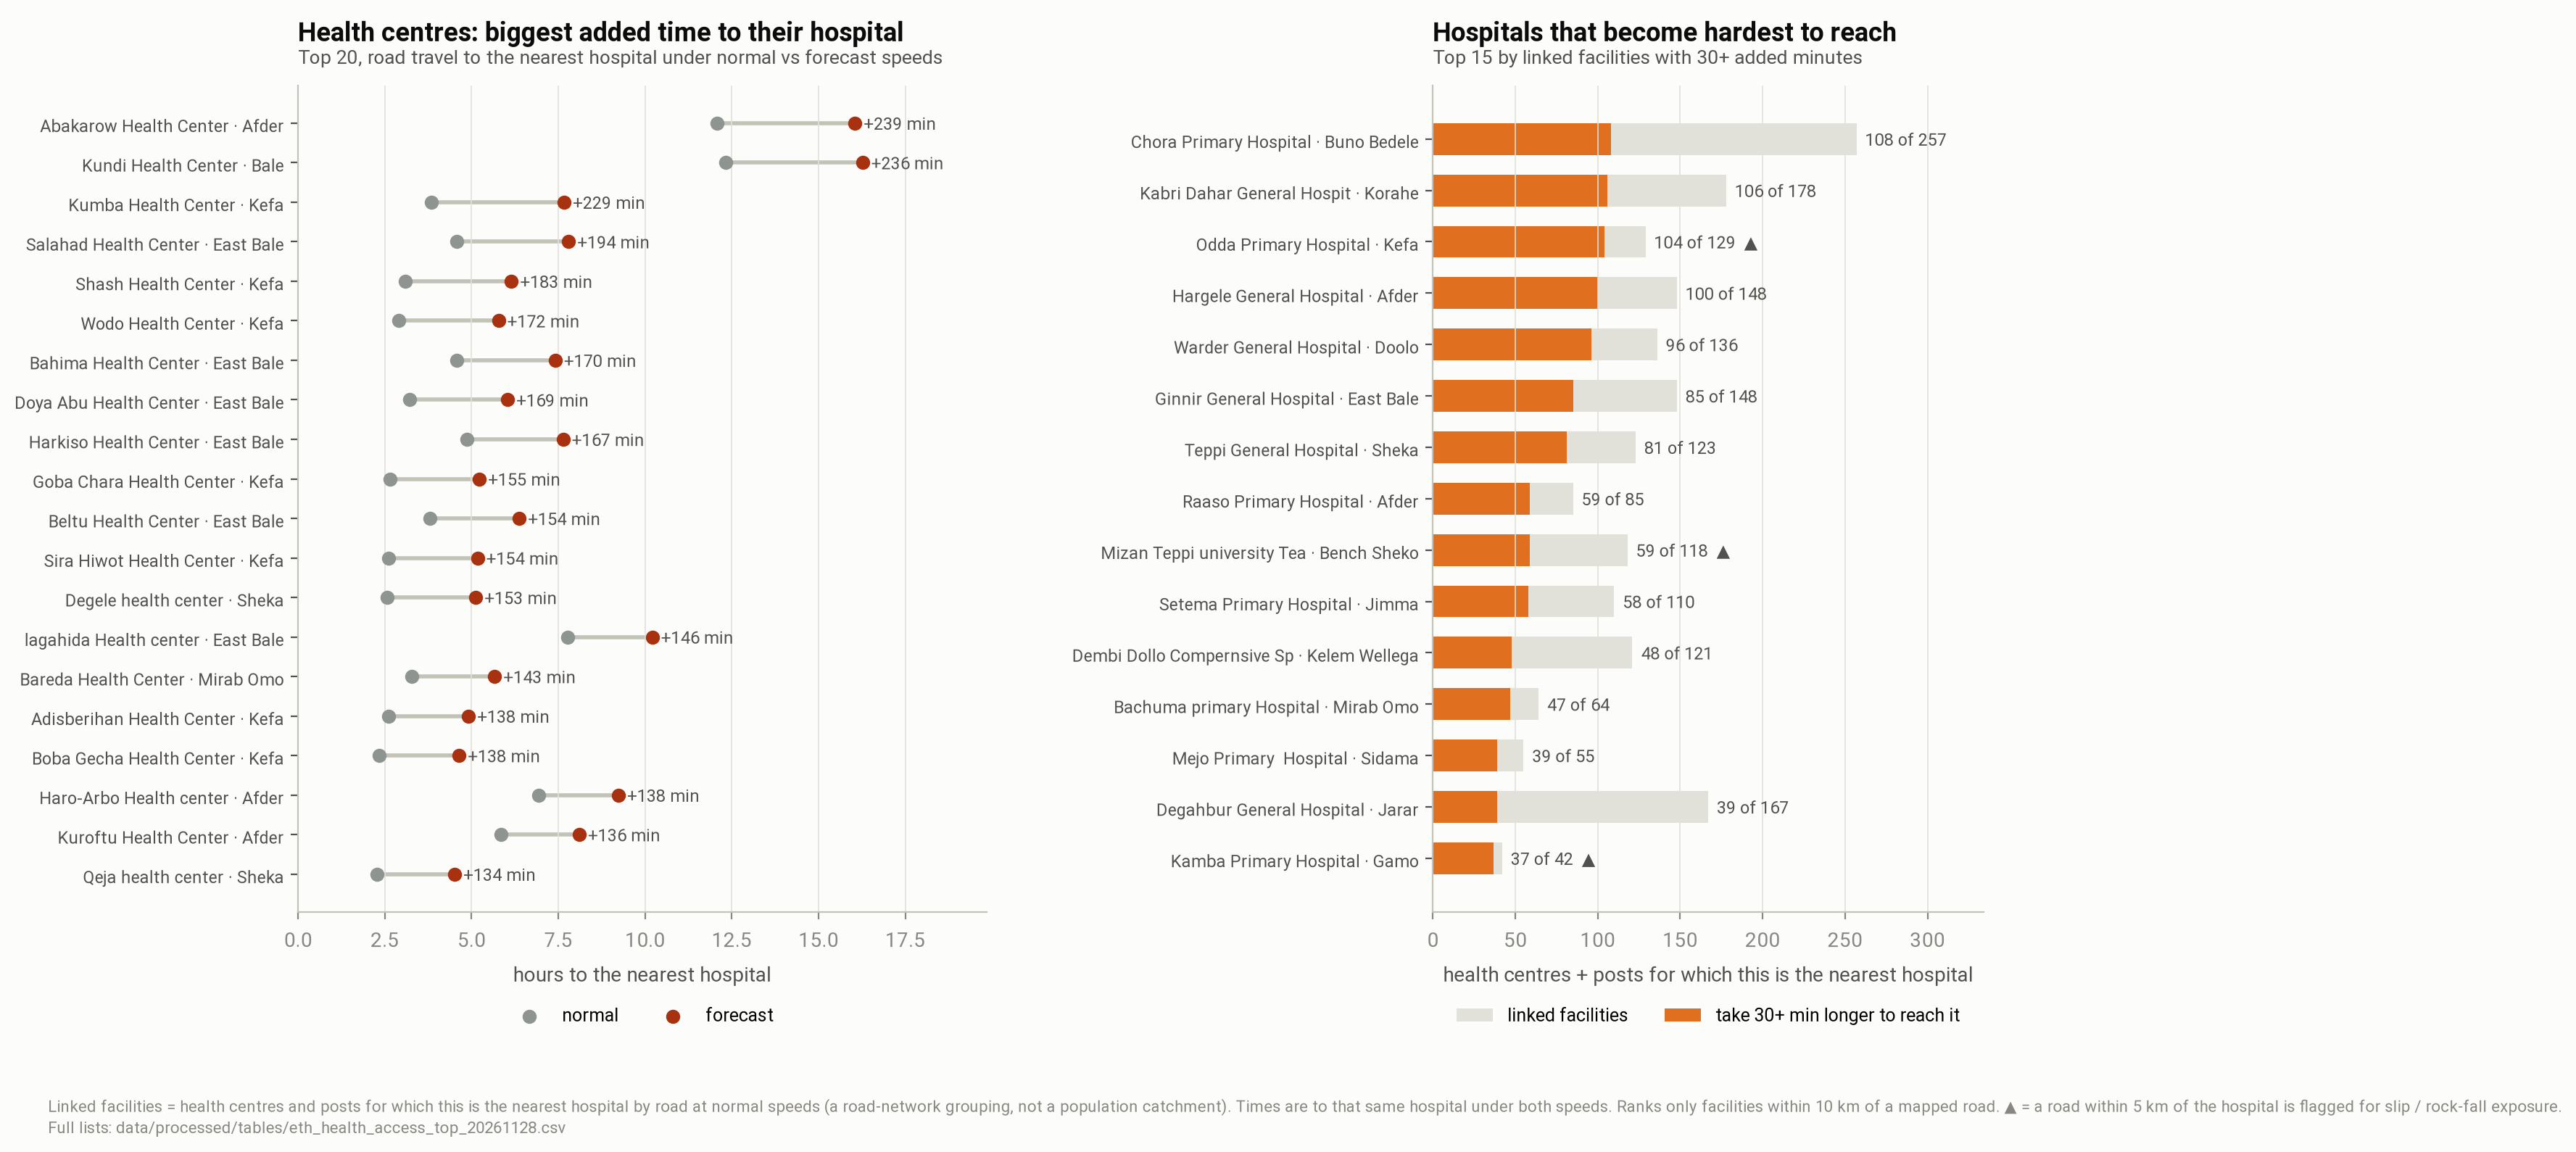 Health centres: biggest added time to their hospital
Top 20, road travel to the nearest hospital under normal vs forecast speeds
Abakarow Health Center · Afder +239 min
Kundi Health Center · Bale +236 min
Kumba Health Center · Kefa +229 min
Salahad Health Center · East Bale +194 min
Shash Health Center · Kefa +183 min
Wodo Health Center · Kefa +172 min
Bahima Health Center · East Bale +170 min
Doya Abu Health Center · East Bale +169 min
Harkiso Health Center · East Bale +167 min
Goba Chara Health Center · Kefa +155 min
Beltu Health Center · East Bale +154 min
Sira Hiwot Health Center · Kefa +154 min
Degele health center · Sheka +153 min
lagahida Health center · East Bale +146 min
Bareda Health Center · Mirab Omo +143 min
Adisberihan Health Center · Kefa +138 min
Boba Gecha Health Center · Kefa +138 min
Haro-Arbo Health center · Afder +138 min
Kuroftu Health Center · Afder +136 min
Qeja health center · Sheka +134 min
0.0 2.5 5.0 7.5 10.0 12.5 15.0 17.5
hours to the nearest hospital
normal forecast
Hospitals that become hardest to reach
Top 15 by linked facilities with 30+ added minutes
Chora Primary Hospital · Buno Bedele 108 of 257
Kabri Dahar General Hospit · Korahe 106 of 178
Odda Primary Hospital · Kefa 104 of 129 ▲
Hargele General Hospital · Afder 100 of 148
Warder General Hospital · Doolo 96 of 136
Ginnir General Hospital · East Bale 85 of 148
Teppi General Hospital · Sheka 81 of 123
Raaso Primary Hospital · Afder 59 of 85
Mizan Teppi university Tea · Bench Sheko 59 of 118 ▲
Setema Primary Hospital · Jimma 58 of 110
Dembi Dollo Compernsive Sp · Kelem Wellega 48 of 121
Bachuma primary Hospital · Mirab Omo 47 of 64
Mejo Primary  Hospital · Sidama 39 of 55
Degahbur General Hospital · Jarar 39 of 167
Kamba Primary Hospital · Gamo 37 of 42 ▲
0 50 100 150 200 250 300
health centres + posts for which this is the nearest hospital
linked facilities take 30+ min longer to reach it
Linked facilities = health centres and posts for which this is the nearest hospital by road at normal speeds (a road-network grouping, not a population catchment). Times are to that same hospital under both speeds. Ranks only facilities within 10 km of a mapped road. ▲ = a road within 5 km of the hospital is flagged for slip / rock-fall exposure.
Full lists: data/processed/tables/eth_health_access_top_20261128.csv